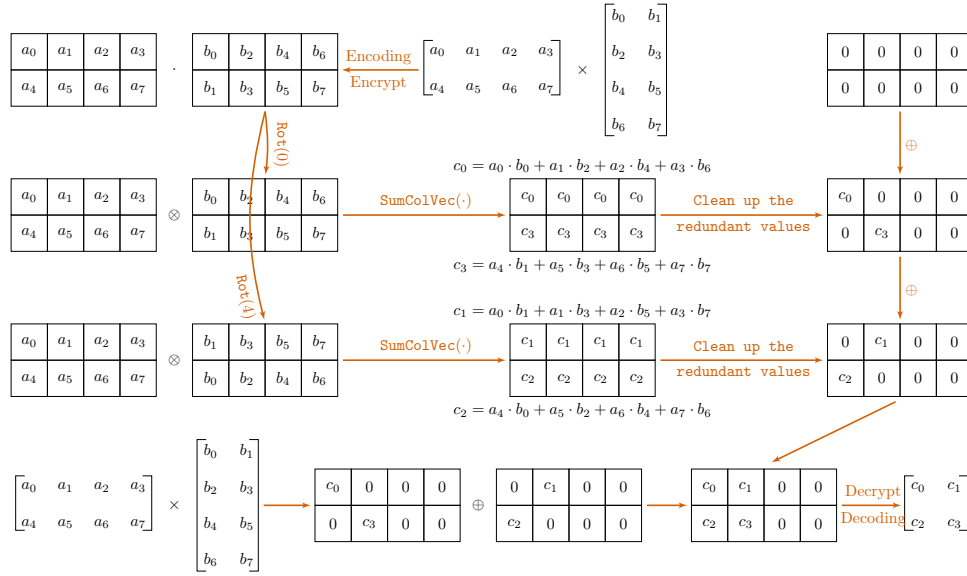 a₀ a₁ a₂ a₃
a₄ a₅ a₆ a₇
·
b₀ b₂ b₄ b₆
b₁ b₃ b₅ b₇
Encoding
Encrypt
a₀ a₁ a₂ a₃
a₄ a₅ a₆ a₇
×
b₀ b₁
b₂ b₃
b₄ b₅
b₆ b₇
0 0 0 0
0 0 0 0
Rot(0)
⊕
a₀ a₁ a₂ a₃
a₄ a₅ a₆ a₇
⊗
b₀ b₂ b₄ b₆
b₁ b₃ b₅ b₇
SumColVec(·)
c₀ = a₀ · b₀ + a₁ · b₂ + a₂ · b₄ + a₃ · b₆
c₀ c₀ c₀ c₀
c₃ c₃ c₃ c₃
c₃ = a₄ · b₁ + a₅ · b₃ + a₆ · b₅ + a₇ · b₇
Clean up the
redundant values
c₀ 0 0 0
0 c₃ 0 0
Rot(4)
⊕
a₀ a₁ a₂ a₃
a₄ a₅ a₆ a₇
⊗
b₁ b₃ b₅ b₇
b₀ b₂ b₄ b₆
SumColVec(·)
c₁ = a₀ · b₁ + a₁ · b₃ + a₂ · b₅ + a₃ · b₇
c₁ c₁ c₁ c₁
c₂ c₂ c₂ c₂
c₂ = a₄ · b₀ + a₅ · b₂ + a₆ · b₄ + a₇ · b₆
Clean up the
redundant values
0 c₁ 0 0
c₂ 0 0 0
a₀ a₁ a₂ a₃
a₄ a₅ a₆ a₇
×
b₀ b₁
b₂ b₃
b₄ b₅
b₆ b₇
c₀ 0 0 0
0 c₃ 0 0
⊕
0 c₁ 0 0
c₂ 0 0 0
c₀ c₁ 0 0
c₂ c₃ 0 0
Decrypt
Decoding
c₀ c₁
c₂ c₃